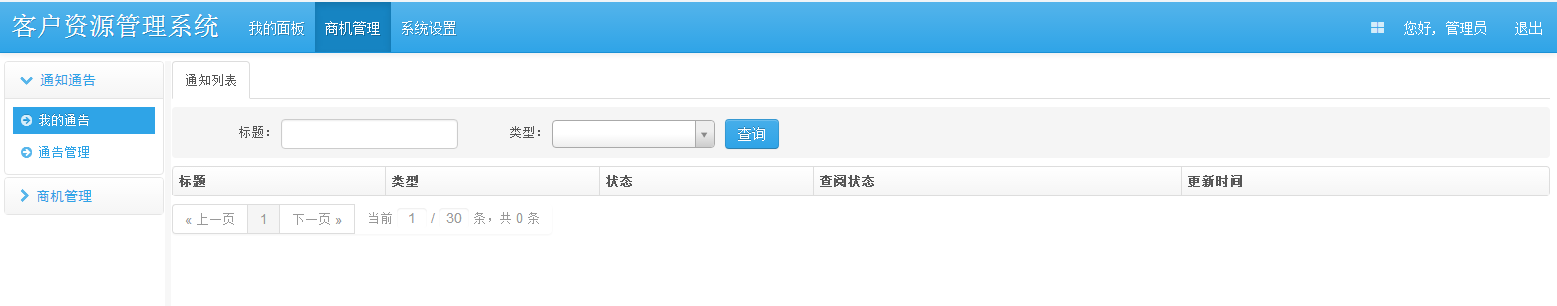 客户资源管理系统 我的面板 商机管理 系统设置 您好，管理员 退出
通知通告
我的通告
通告管理
商机管理
通知列表
标题： 类型： 查询
标题 类型 状态 查阅状态 更新时间
« 上一页 1 下一页 » 当前 1 / 30 条，共 0 条